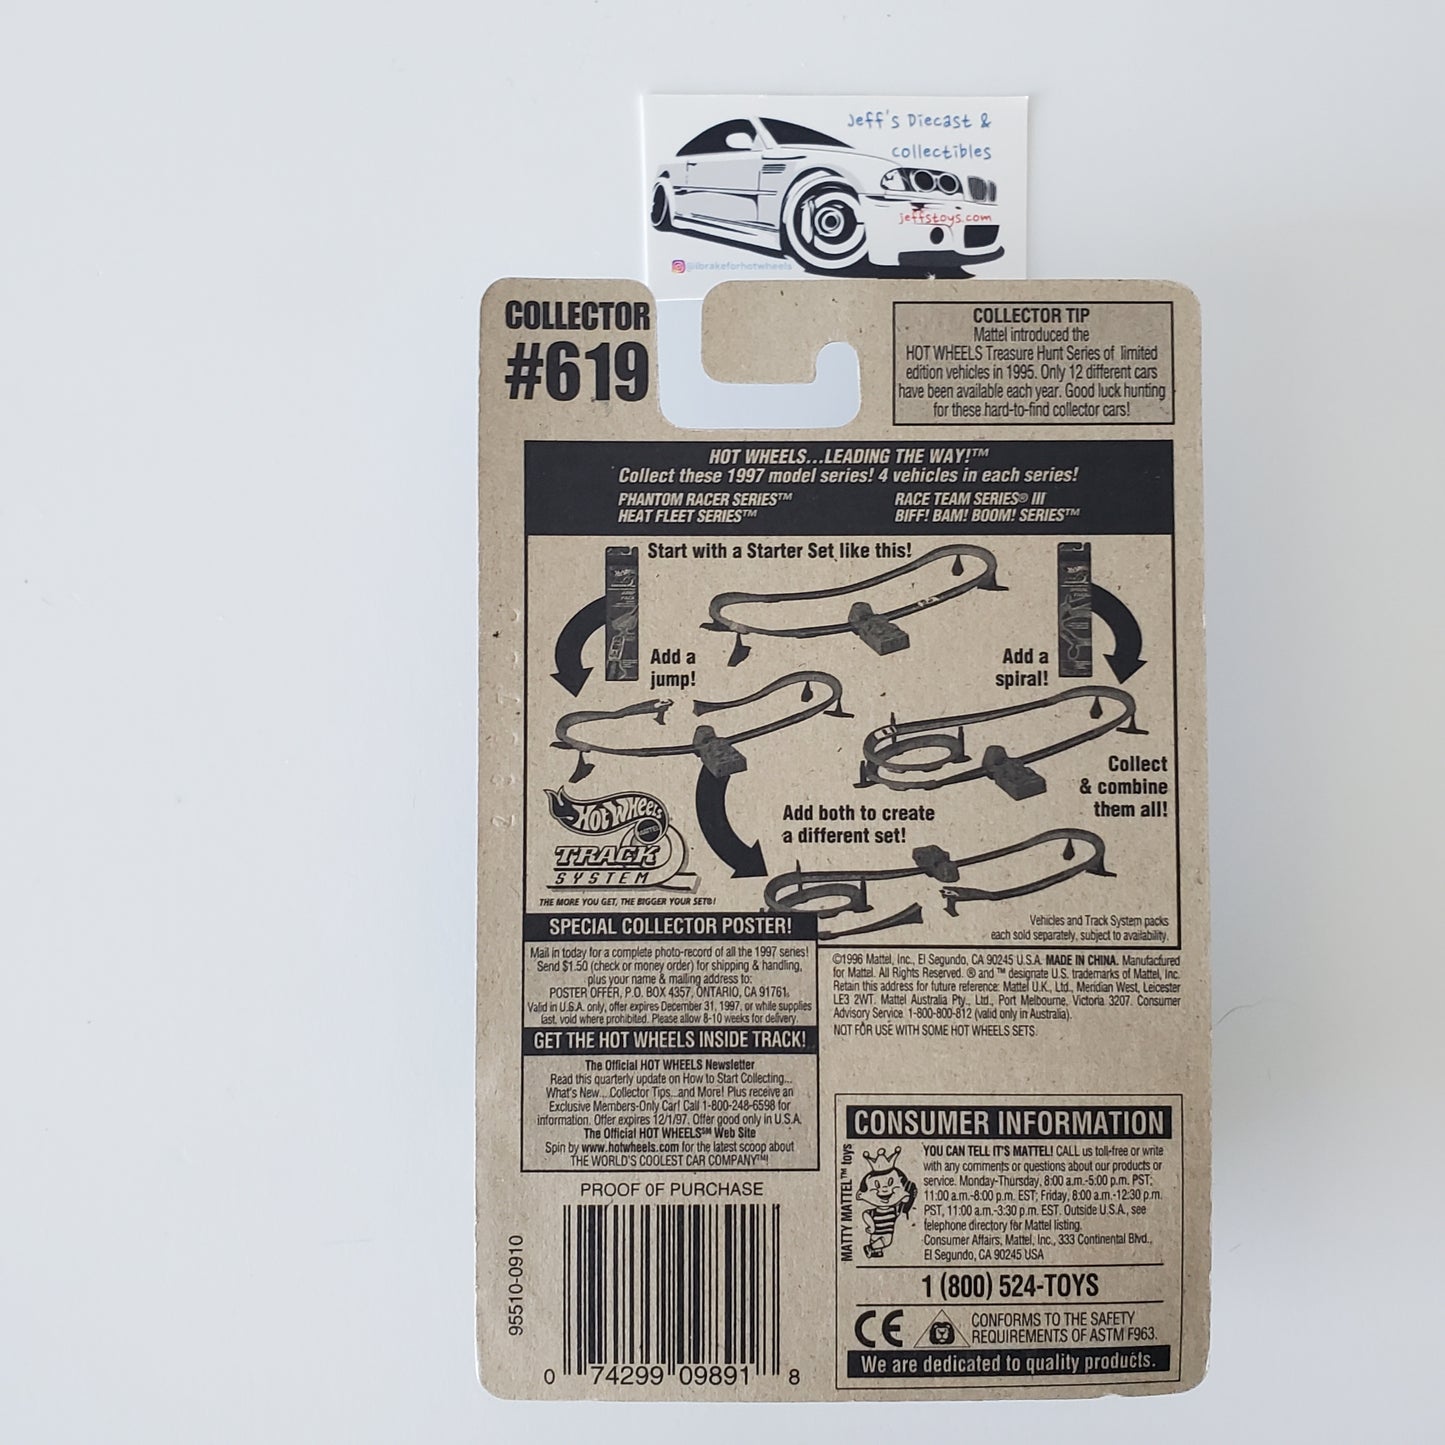 Jeff's Diecast &
collectibles
jeffstoys.com
@ibrakeforhotwheels
COLLECTOR
#619
COLLECTOR TIP
Mattel introduced the
HOT WHEELS Treasure Hunt Series of limited
edition vehicles in 1995. Only 12 different cars
have been available each year. Good luck hunting
for these hard-to-find collector cars!
HOT WHEELS...LEADING THE WAY!™
Collect these 1997 model series! 4 vehicles in each series!
PHANTOM RACER SERIES™
HEAT FLEET SERIES™
RACE TEAM SERIES® III
BIFF! BAM! BOOM! SERIES™
Start with a Starter Set like this!
Add a
jump!
Add a
spiral!
Collect
& combine
them all!
Add both to create
a different set!
Hot Wheels
MATTEL
TRACK
SYSTEM
THE MORE YOU GET, THE BIGGER YOUR SET®!
Vehicles and Track System packs
each sold separately, subject to availability.
SPECIAL COLLECTOR POSTER!
Mail in today for a complete photo-record of all the 1997 series!
Send $1.50 (check or money order) for shipping & handling,
plus your name & mailing address to:
POSTER OFFER, P.O. BOX 4357, ONTARIO, CA 91761.
Valid in U.S.A. only, offer expires December 31, 1997, or while supplies
last, void where prohibited. Please allow 8-10 weeks for delivery.
GET THE HOT WHEELS INSIDE TRACK!
The Official HOT WHEELS Newsletter
Read this quarterly update on How to Start Collecting...
What's New...Collector Tips...and More! Plus receive an
Exclusive Members-Only Car! Call 1-800-248-6598 for
information. Offer expires 12/1/97. Offer good only in U.S.A.
The Official HOT WHEELS℠ Web Site
Spin by www.hotwheels.com for the latest scoop about
THE WORLD'S COOLEST CAR COMPANY™!
©1996 Mattel, Inc., El Segundo, CA 90245 U.S.A. MADE IN CHINA. Manufactured
for Mattel. All Rights Reserved. ® and ™ designate U.S. trademarks of Mattel, Inc.
Retain this address for future reference: Mattel U.K., Ltd., Meridian West, Leicester
LE3 2WT. Mattel Australia Pty., Ltd., Port Melbourne, Victoria 3207. Consumer
Advisory Service 1-800-800-812 (valid only in Australia).
NOT FOR USE WITH SOME HOT WHEELS SETS.
PROOF OF PURCHASE
95510-0910
0 74299 09891 8
CONSUMER INFORMATION
MATTY MATTEL™ toys
YOU CAN TELL IT'S MATTEL! CALL us toll-free or write
with any comments or questions about our products or
service. Monday-Thursday, 8:00 a.m.-5:00 p.m. PST;
11:00 a.m.-8:00 p.m. EST; Friday, 8:00 a.m.-12:30 p.m.
PST, 11:00 a.m.-3:30 p.m. EST. Outside U.S.A., see
telephone directory for Mattel listing.
Consumer Affairs, Mattel, Inc., 333 Continental Blvd.,
El Segundo, CA 90245 USA
1 (800) 524-TOYS
CE
CONFORMS TO THE SAFETY
REQUIREMENTS OF ASTM F963.
We are dedicated to quality products.